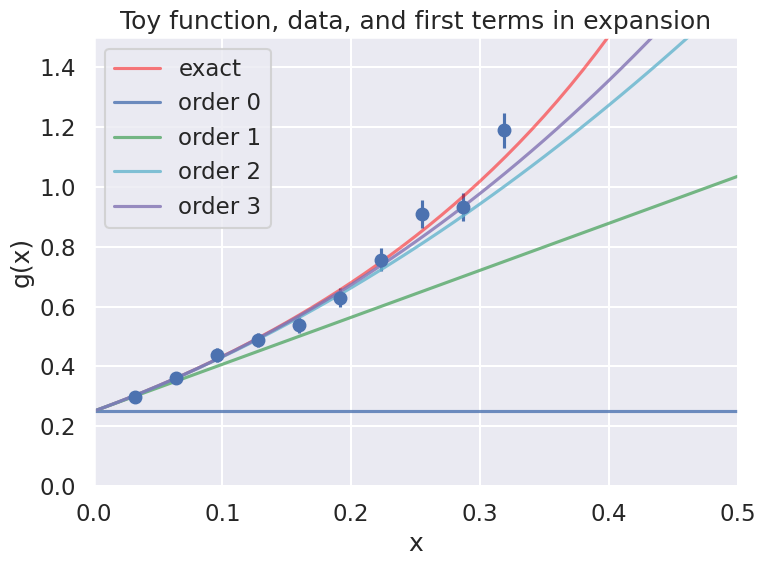 Toy function, data, and first terms in expansion
exact
order 0
order 1
order 2
order 3
g(x)
1.4
1.2
1.0
0.8
0.6
0.4
0.2
0.0
0.0 0.1 0.2 0.3 0.4 0.5
x